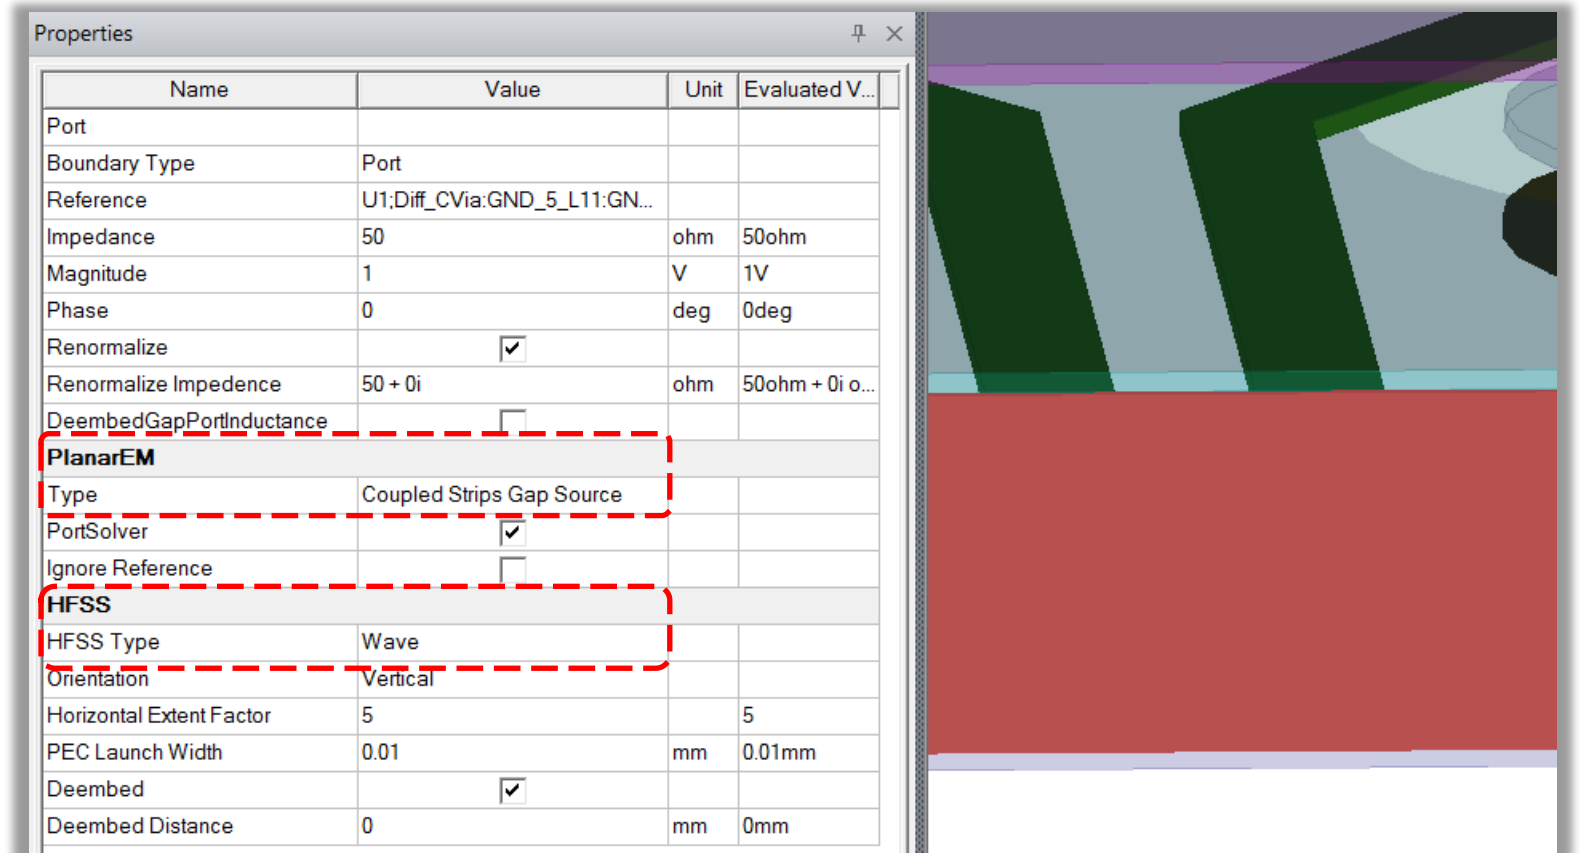 Properties
Name Value Unit Evaluated V...
Port
Boundary Type Port
Reference U1;Diff_CVia:GND_5_L11:GN...
Impedance 50 ohm 50ohm
Magnitude 1 V 1V
Phase 0 deg 0deg
Renormalize
Renormalize Impedence 50 + 0i ohm 50ohm + 0i o...
DeembedGapPortInductance
PlanarEM
Type Coupled Strips Gap Source
PortSolver
Ignore Reference
HFSS
HFSS Type Wave
Orientation Vertical
Horizontal Extent Factor 5 5
PEC Launch Width 0.01 mm 0.01mm
Deembed
Deembed Distance 0 mm 0mm